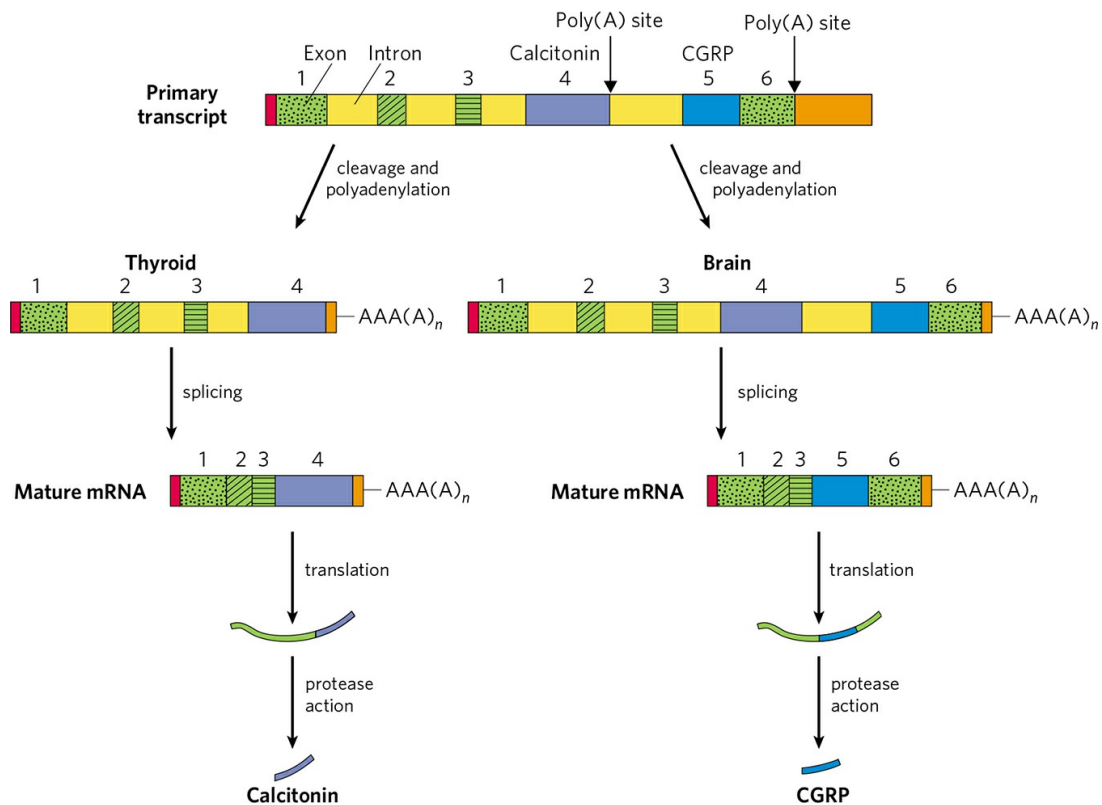 Poly(A) site
Poly(A) site
Exon
Intron
Calcitonin
CGRP
1 2 3 4 5 6
Primary
transcript
cleavage and
polyadenylation
cleavage and
polyadenylation
Thyroid
Brain
1 2 3 4
1 2 3 4 5 6
AAA(A)n
AAA(A)n
splicing
splicing
1 2 3 4
1 2 3 5 6
Mature mRNA
AAA(A)n
Mature mRNA
AAA(A)n
translation
translation
protease
action
protease
action
Calcitonin
CGRP